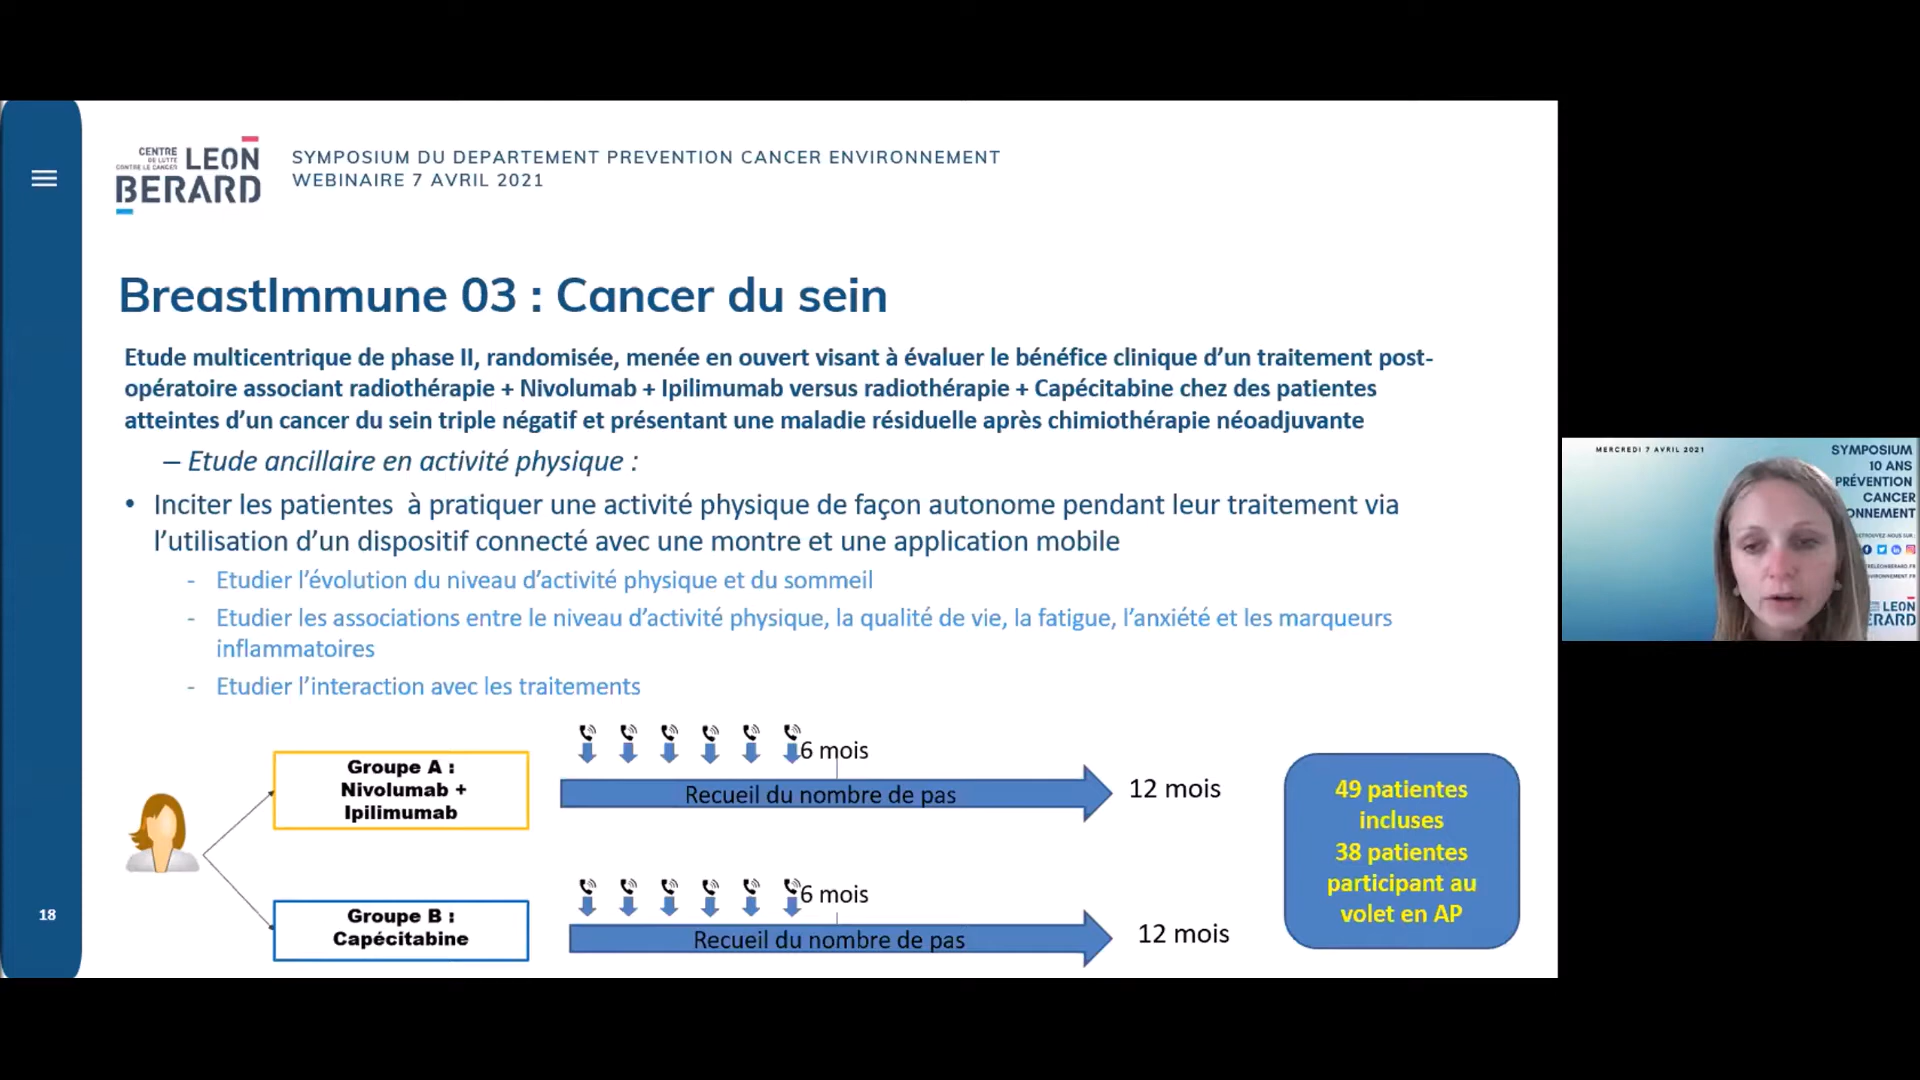 CENTRE
DE LUTTE
CONTRE LE CANCER
LEON
BERARD
SYMPOSIUM DU DEPARTEMENT PREVENTION CANCER ENVIRONNEMENT
WEBINAIRE 7 AVRIL 2021
BreastImmune 03 : Cancer du sein
Etude multicentrique de phase II, randomisée, menée en ouvert visant à évaluer le bénéfice clinique d’un traitement post-
opératoire associant radiothérapie + Nivolumab + Ipilimumab versus radiothérapie + Capécitabine chez des patientes
atteintes d’un cancer du sein triple négatif et présentant une maladie résiduelle après chimiothérapie néoadjuvante
– Etude ancillaire en activité physique :
• Inciter les patientes à pratiquer une activité physique de façon autonome pendant leur traitement via
l’utilisation d’un dispositif connecté avec une montre et une application mobile
- Etudier l’évolution du niveau d’activité physique et du sommeil
- Etudier les associations entre le niveau d’activité physique, la qualité de vie, la fatigue, l’anxiété et les marqueurs
inflammatoires
- Etudier l’interaction avec les traitements
Groupe A :
Nivolumab +
Ipilimumab
6 mois
Recueil du nombre de pas
12 mois
Groupe B :
Capécitabine
6 mois
Recueil du nombre de pas
12 mois
49 patientes
incluses
38 patientes
participant au
volet en AP
18
MERCREDI 7 AVRIL 2021
SYMPOSIUM
10 ANS
PRÉVENTION
CANCER
ONNEMENT
LEON
ERARD